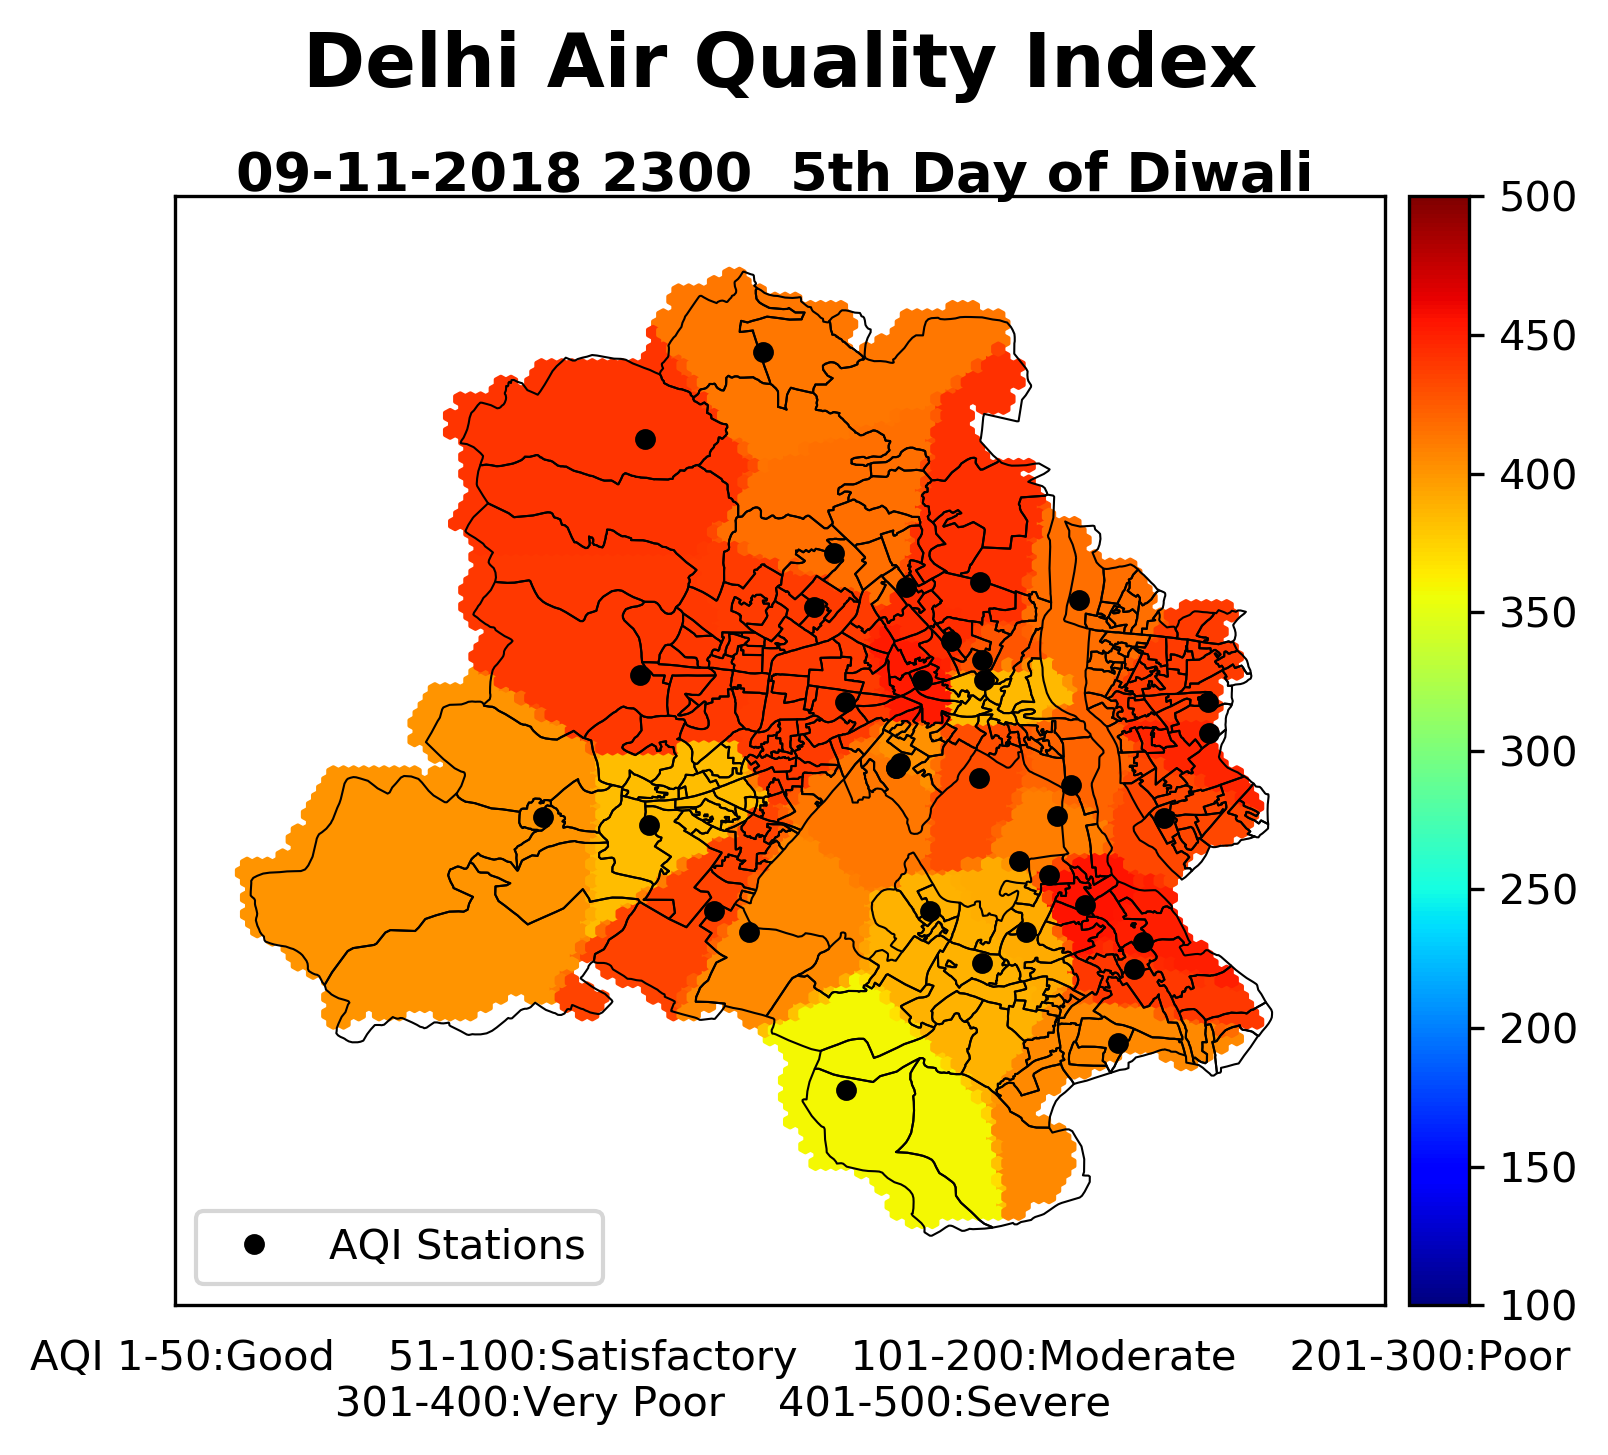 Delhi Air Quality Index
09-11-2018 2300  5th Day of Diwali
500
450
400
350
300
250
200
150
100
AQI Stations
AQI 1-50:Good    51-100:Satisfactory    101-200:Moderate    201-300:Poor
301-400:Very Poor    401-500:Severe